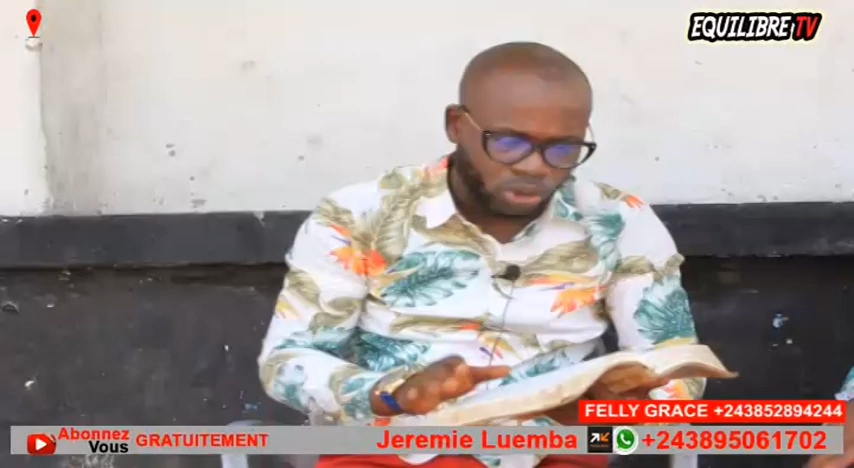 EQUILIBRE TV
FELLY GRACE +243852894244
Abonnez
Vous
GRATUITEMENT
Jeremie Luemba
+243895061702